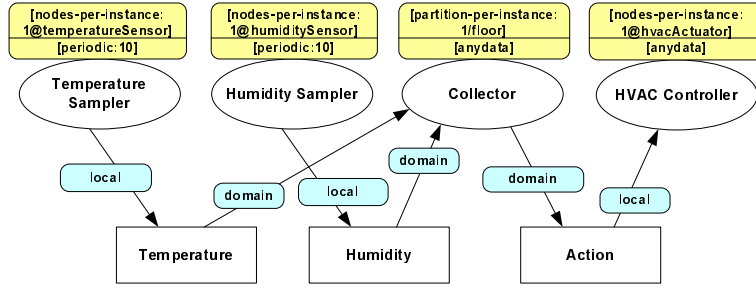 [nodes-per-instance:
1@temperatureSensor]
[periodic:10]
[nodes-per-instance:
1@humiditySensor]
[periodic:10]
[partition-per-instance:
1/floor]
[anydata]
[nodes-per-instance:
1@hvacActuator]
[anydata]
Temperature
Sampler
Humidity Sampler
Collector
HVAC Controller
local
domain
local
domain
domain
local
Temperature
Humidity
Action